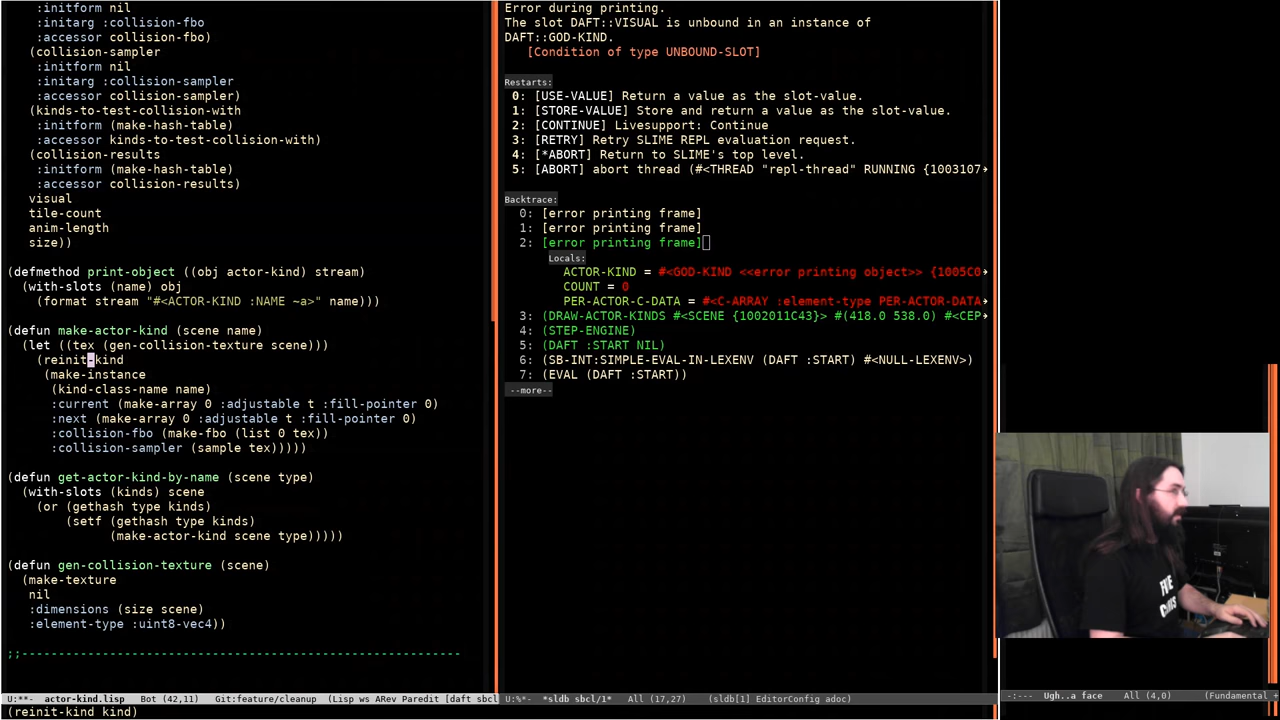 :initform nil
:initarg :collision-fbo
:accessor collision-fbo)
(collision-sampler
:initform nil
:initarg :collision-sampler
:accessor collision-sampler)
(kinds-to-test-collision-with
:initform (make-hash-table)
:accessor kinds-to-test-collision-with)
(collision-results
:initform (make-hash-table)
:accessor collision-results)
visual
tile-count
anim-length
size))
(defmethod print-object ((obj actor-kind) stream)
(with-slots (name) obj
(format stream "#<ACTOR-KIND :NAME ~a>" name)))
(defun make-actor-kind (scene name)
(let ((tex (gen-collision-texture scene)))
(reinit-kind
(make-instance
(kind-class-name name)
:current (make-array 0 :adjustable t :fill-pointer 0)
:next (make-array 0 :adjustable t :fill-pointer 0)
:collision-fbo (make-fbo (list 0 tex))
:collision-sampler (sample tex)))))
(defun get-actor-kind-by-name (scene type)
(with-slots (kinds) scene
(or (gethash type kinds)
(setf (gethash type kinds)
(make-actor-kind scene type)))))
(defun gen-collision-texture (scene)
(make-texture
nil
:dimensions (size scene)
:element-type :uint8-vec4))
;;------------------------------------------------------------
U:**-  actor-kind.lisp   Bot (42,11)   Git:feature/cleanup  (Lisp ws ARev Paredit [daft sbcl
(reinit-kind kind)
Error during printing.
The slot DAFT::VISUAL is unbound in an instance of
DAFT::GOD-KIND.
[Condition of type UNBOUND-SLOT]
Restarts:
0: [USE-VALUE] Return a value as the slot-value.
1: [STORE-VALUE] Store and return a value as the slot-value.
2: [CONTINUE] Livesupport: Continue
3: [RETRY] Retry SLIME REPL evaluation request.
4: [*ABORT] Return to SLIME's top level.
5: [ABORT] abort thread (#<THREAD "repl-thread" RUNNING {1003107
Backtrace:
0: [error printing frame]
1: [error printing frame]
2: [error printing frame]
Locals:
ACTOR-KIND = #<GOD-KIND <<error printing object>> {1005C0
COUNT = 0
PER-ACTOR-C-DATA = #<C-ARRAY :element-type PER-ACTOR-DATA
3: (DRAW-ACTOR-KINDS #<SCENE {1002011C43}> #(418.0 538.0) #<CEP
4: (STEP-ENGINE)
5: (DAFT :START NIL)
6: (SB-INT:SIMPLE-EVAL-IN-LEXENV (DAFT :START) #<NULL-LEXENV>)
7: (EVAL (DAFT :START))
--more--
U:%*-  *sldb sbcl/1*   All (17,27)   (sldb[1] EditorConfig adoc)
-:---  Ugh..a face   All (4,0)   (Fundamental +